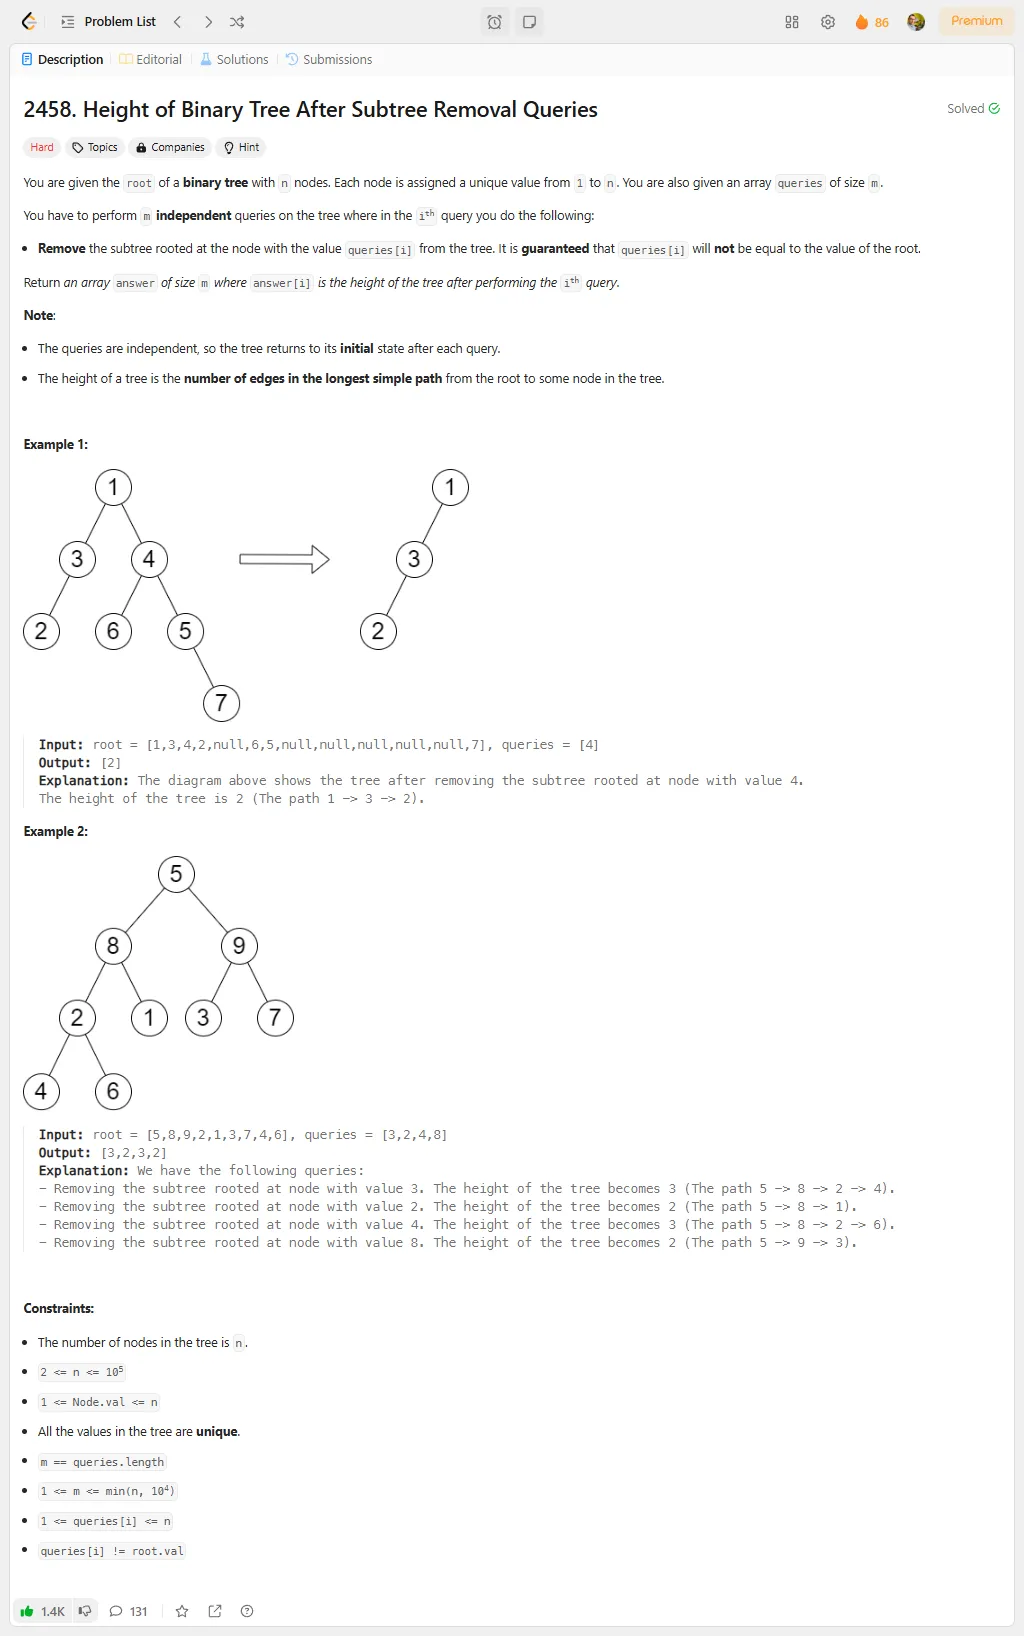 Problem List
86
Premium
Description
Editorial
Solutions
Submissions
2458. Height of Binary Tree After Subtree Removal Queries
Solved
Hard
Topics
Companies
Hint
You are given the root of a binary tree with n nodes. Each node is assigned a unique value from 1 to n. You are also given an array queries of size m.
You have to perform m independent queries on the tree where in the ith query you do the following:
• Remove the subtree rooted at the node with the value queries[i] from the tree. It is guaranteed that queries[i] will not be equal to the value of the root.
Return an array answer of size m where answer[i] is the height of the tree after performing the ith query.
Note:
• The queries are independent, so the tree returns to its initial state after each query.
• The height of a tree is the number of edges in the longest simple path from the root to some node in the tree.
Example 1:
1 1
3 4 3
2 6 5 2
7
Input: root = [1,3,4,2,null,6,5,null,null,null,null,null,7], queries = [4]
Output: [2]
Explanation: The diagram above shows the tree after removing the subtree rooted at node with value 4.
The height of the tree is 2 (The path 1 -> 3 -> 2).
Example 2:
5
8 9
2 1 3 7
4 6
Input: root = [5,8,9,2,1,3,7,4,6], queries = [3,2,4,8]
Output: [3,2,3,2]
Explanation: We have the following queries:
- Removing the subtree rooted at node with value 3. The height of the tree becomes 3 (The path 5 -> 8 -> 2 -> 4).
- Removing the subtree rooted at node with value 2. The height of the tree becomes 2 (The path 5 -> 8 -> 1).
- Removing the subtree rooted at node with value 4. The height of the tree becomes 3 (The path 5 -> 8 -> 2 -> 6).
- Removing the subtree rooted at node with value 8. The height of the tree becomes 2 (The path 5 -> 9 -> 3).
Constraints:
• The number of nodes in the tree is n.
• 2 <= n <= 10⁵
• 1 <= Node.val <= n
• All the values in the tree are unique.
• m == queries.length
• 1 <= m <= min(n, 10⁴)
• 1 <= queries[i] <= n
• queries[i] != root.val
1.4K
131